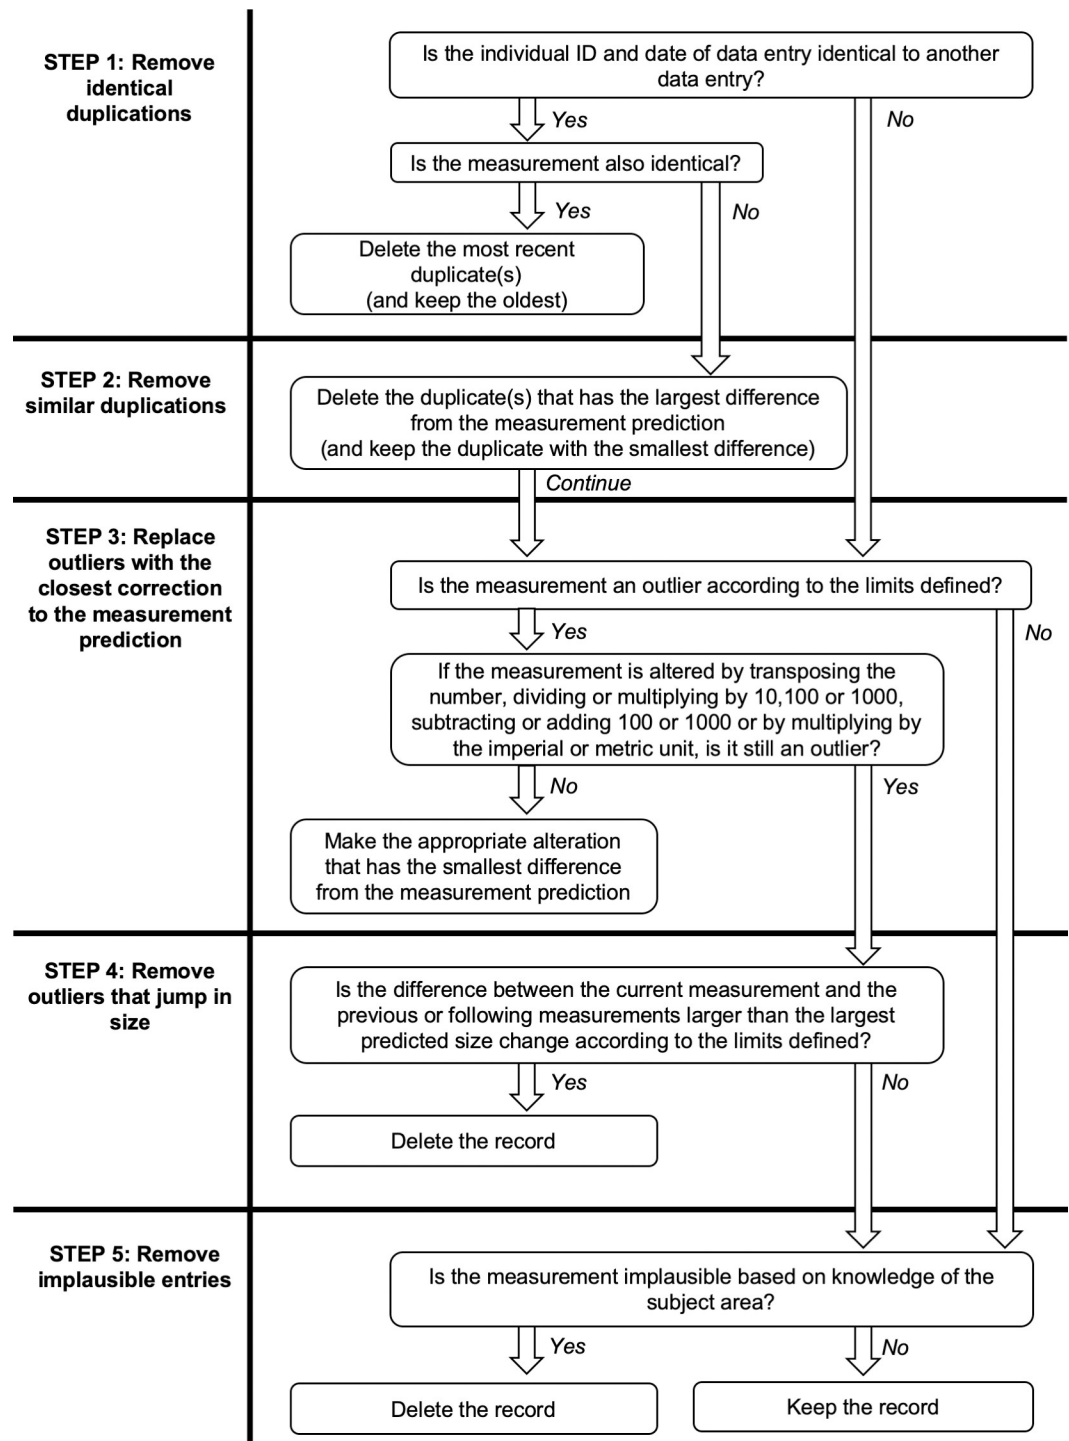 STEP 1: Remove
identical
duplications
Is the individual ID and date of data entry identical to another
data entry?
Yes
No
Is the measurement also identical?
Yes
No
Delete the most recent
duplicate(s)
(and keep the oldest)
STEP 2: Remove
similar duplications
Delete the duplicate(s) that has the largest difference
from the measurement prediction
(and keep the duplicate with the smallest difference)
Continue
STEP 3: Replace
outliers with the
closest correction
to the measurement
prediction
Is the measurement an outlier according to the limits defined?
Yes
No
If the measurement is altered by transposing the
number, dividing or multiplying by 10,100 or 1000,
subtracting or adding 100 or 1000 or by multiplying by
the imperial or metric unit, is it still an outlier?
No
Yes
Make the appropriate alteration
that has the smallest difference
from the measurement prediction
STEP 4: Remove
outliers that jump in
size
Is the difference between the current measurement and the
previous or following measurements larger than the largest
predicted size change according to the limits defined?
Yes
No
Delete the record
STEP 5: Remove
implausible entries
Is the measurement implausible based on knowledge of the
subject area?
Yes
No
Delete the record
Keep the record